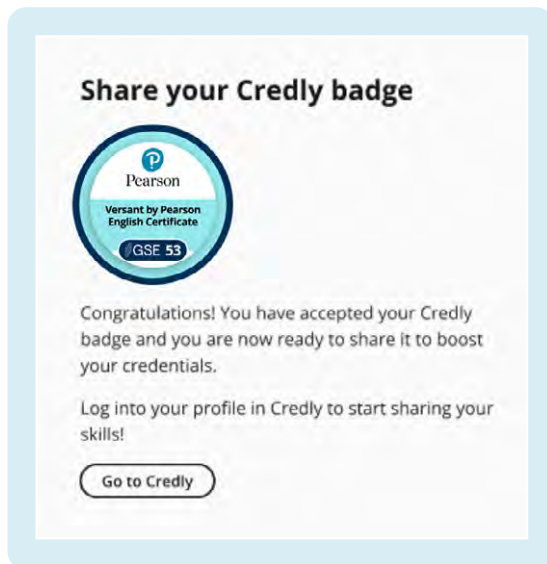 Share your Credly badge
Pearson
Versant by Pearson
English Certificate
GSE 53
Congratulations! You have accepted your Credly
badge and you are now ready to share it to boost
your credentials.
Log into your profile in Credly to start sharing your
skills!
Go to Credly